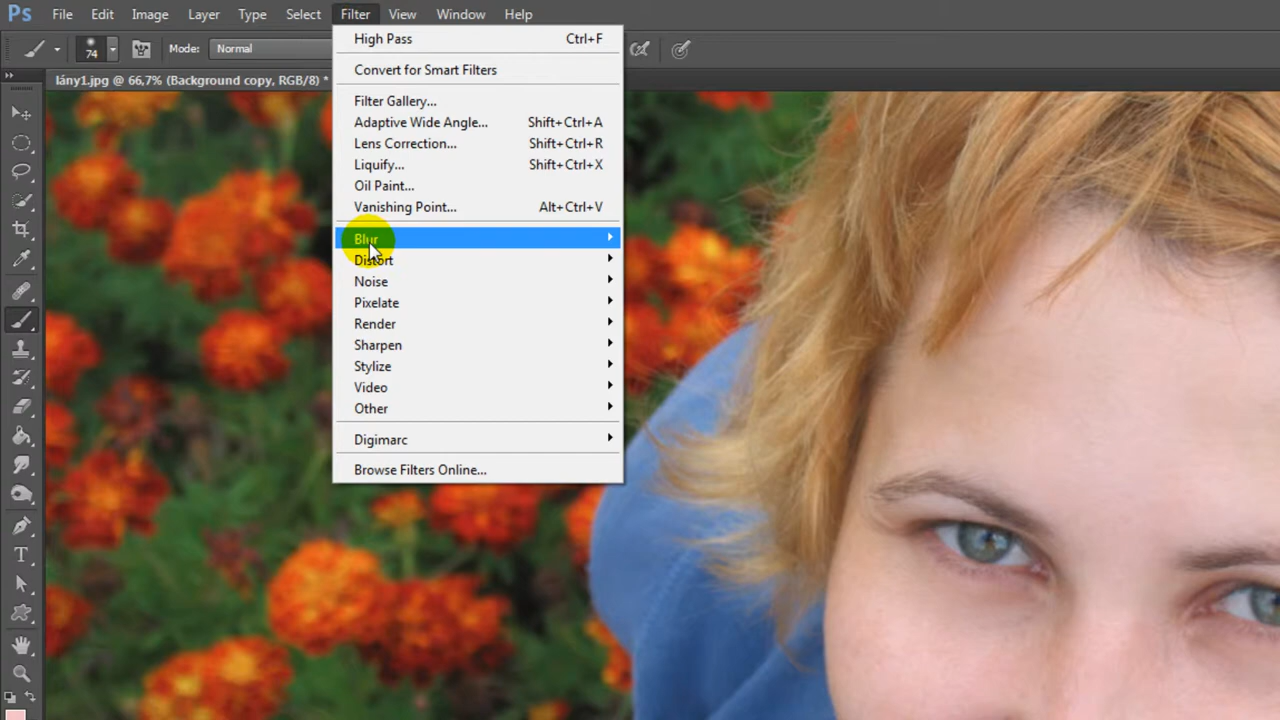 Ps File Edit Image Layer Type Select Filter View Window Help
74 Mode: Normal
lány1.jpg @ 66,7% (Background copy, RGB/8) *
High Pass Ctrl+F
Convert for Smart Filters
Filter Gallery...
Adaptive Wide Angle... Shift+Ctrl+A
Lens Correction... Shift+Ctrl+R
Liquify... Shift+Ctrl+X
Oil Paint...
Vanishing Point... Alt+Ctrl+V
Blur
Distort
Noise
Pixelate
Render
Sharpen
Stylize
Video
Other
Digimarc
Browse Filters Online...
T